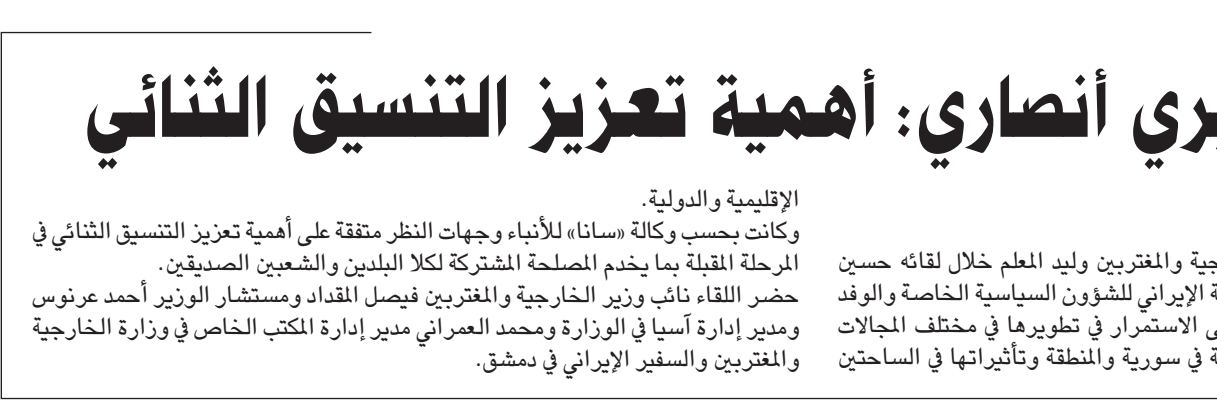 أنصاري: أهمية تعزيز التنسيق الثنائي
والمغتربين وليد المعلم خلال لقائه حسين
الإيراني للشؤون السياسية الخاصة والوفد
الاستمرار في تطويرها في مختلف المجالات
في سورية والمنطقة وتأثيراتها في الساحتين
الإقليمية والدولية.
وكانت بحسب وكالة «سانا» للأنباء وجهات النظر متفقة على أهمية تعزيز التنسيق الثنائي في
المرحلة المقبلة بما يخدم المصلحة المشتركة لكلا البلدين والشعبين الصديقين.
حضر اللقاء نائب وزير الخارجية والمغتربين فيصل المقداد ومستشار الوزير أحمد عرنوس
ومدير إدارة آسيا في الوزارة ومحمد العمراني مدير إدارة المكتب الخاص في وزارة الخارجية
والمغتربين والسفير الإيراني في دمشق.